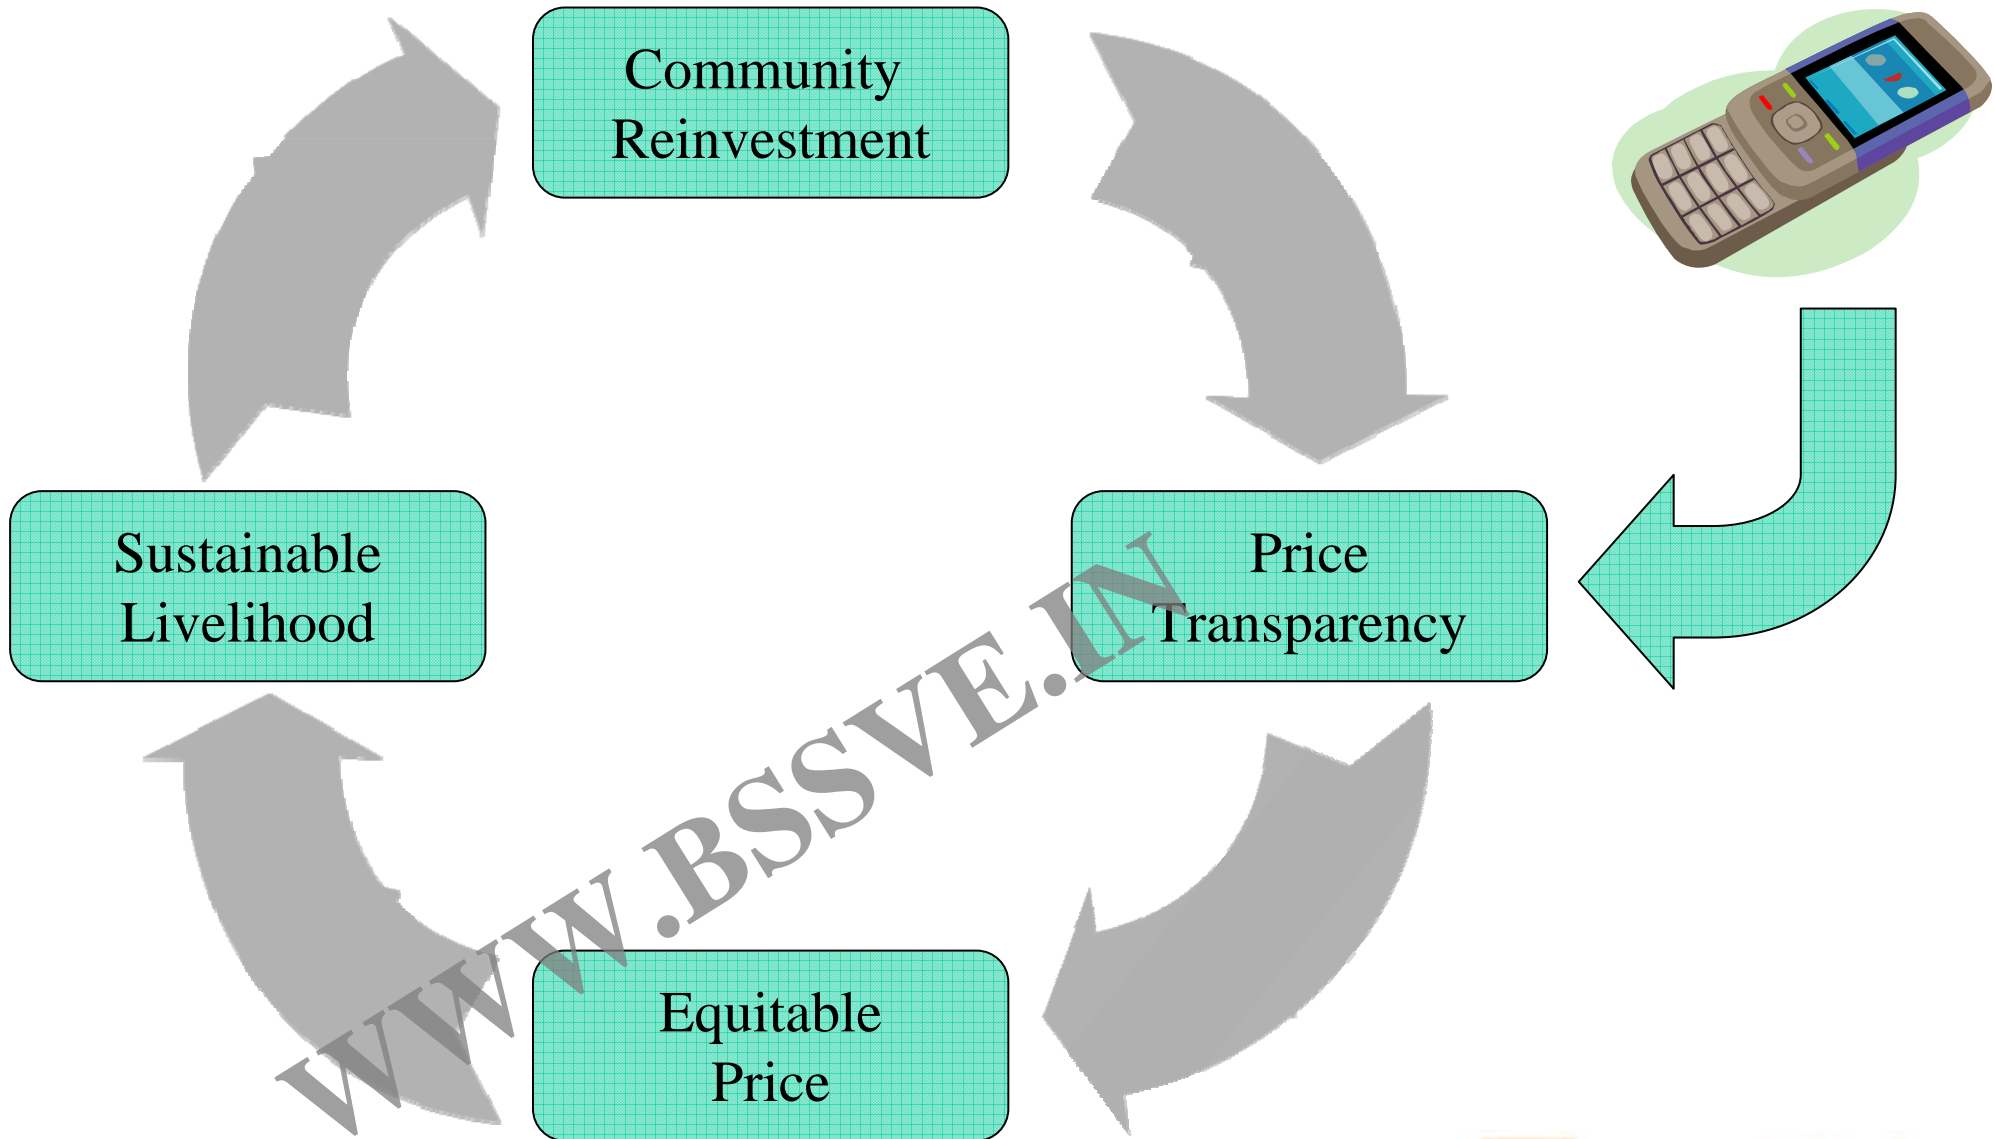 Community
Reinvestment
Sustainable
Livelihood
Price
Transparency
Equitable
Price
WWW.BSSVE.IN